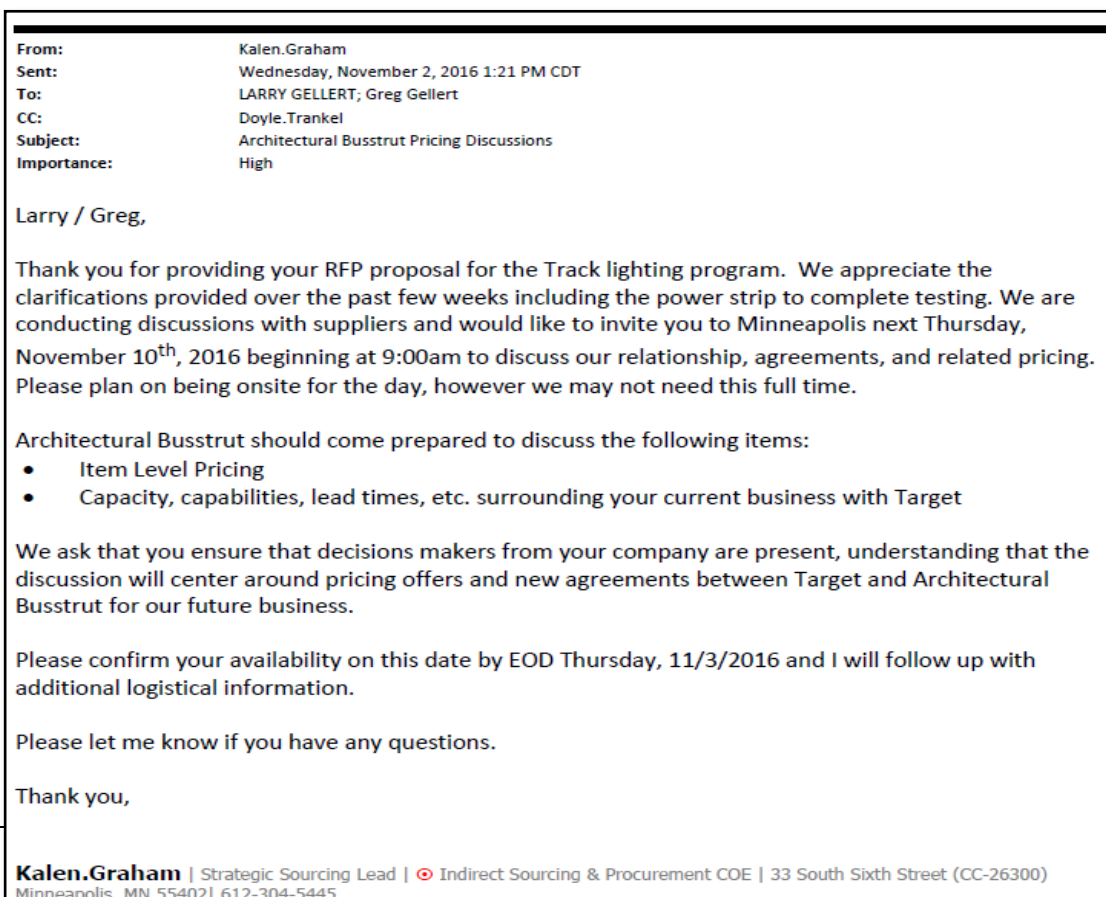 From: Kalen.Graham
Sent: Wednesday, November 2, 2016 1:21 PM CDT
To: LARRY GELLERT; Greg Gellert
CC: Doyle.Trankel
Subject: Architectural Busstrut Pricing Discussions
Importance: High
Larry / Greg,
Thank you for providing your RFP proposal for the Track lighting program.  We appreciate the
clarifications provided over the past few weeks including the power strip to complete testing. We are
conducting discussions with suppliers and would like to invite you to Minneapolis next Thursday,
November 10th, 2016 beginning at 9:00am to discuss our relationship, agreements, and related pricing.
Please plan on being onsite for the day, however we may not need this full time.
Architectural Busstrut should come prepared to discuss the following items:
• Item Level Pricing
• Capacity, capabilities, lead times, etc. surrounding your current business with Target
We ask that you ensure that decisions makers from your company are present, understanding that the
discussion will center around pricing offers and new agreements between Target and Architectural
Busstrut for our future business.
Please confirm your availability on this date by EOD Thursday, 11/3/2016 and I will follow up with
additional logistical information.
Please let me know if you have any questions.
Thank you,
Kalen.Graham | Strategic Sourcing Lead | Indirect Sourcing & Procurement COE | 33 South Sixth Street (CC-26300)
Minneapolis, MN 55402| 612-304-5445